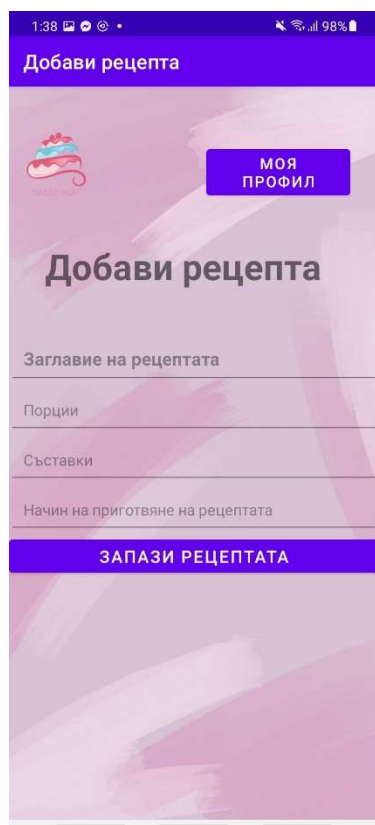 1:38 98%
Добави рецепта
МОЯ
ПРОФИЛ
Добави рецепта
Заглавие на рецептата
Порции
Съставки
Начин на приготвяне на рецептата
ЗАПАЗИ РЕЦЕПТАТА